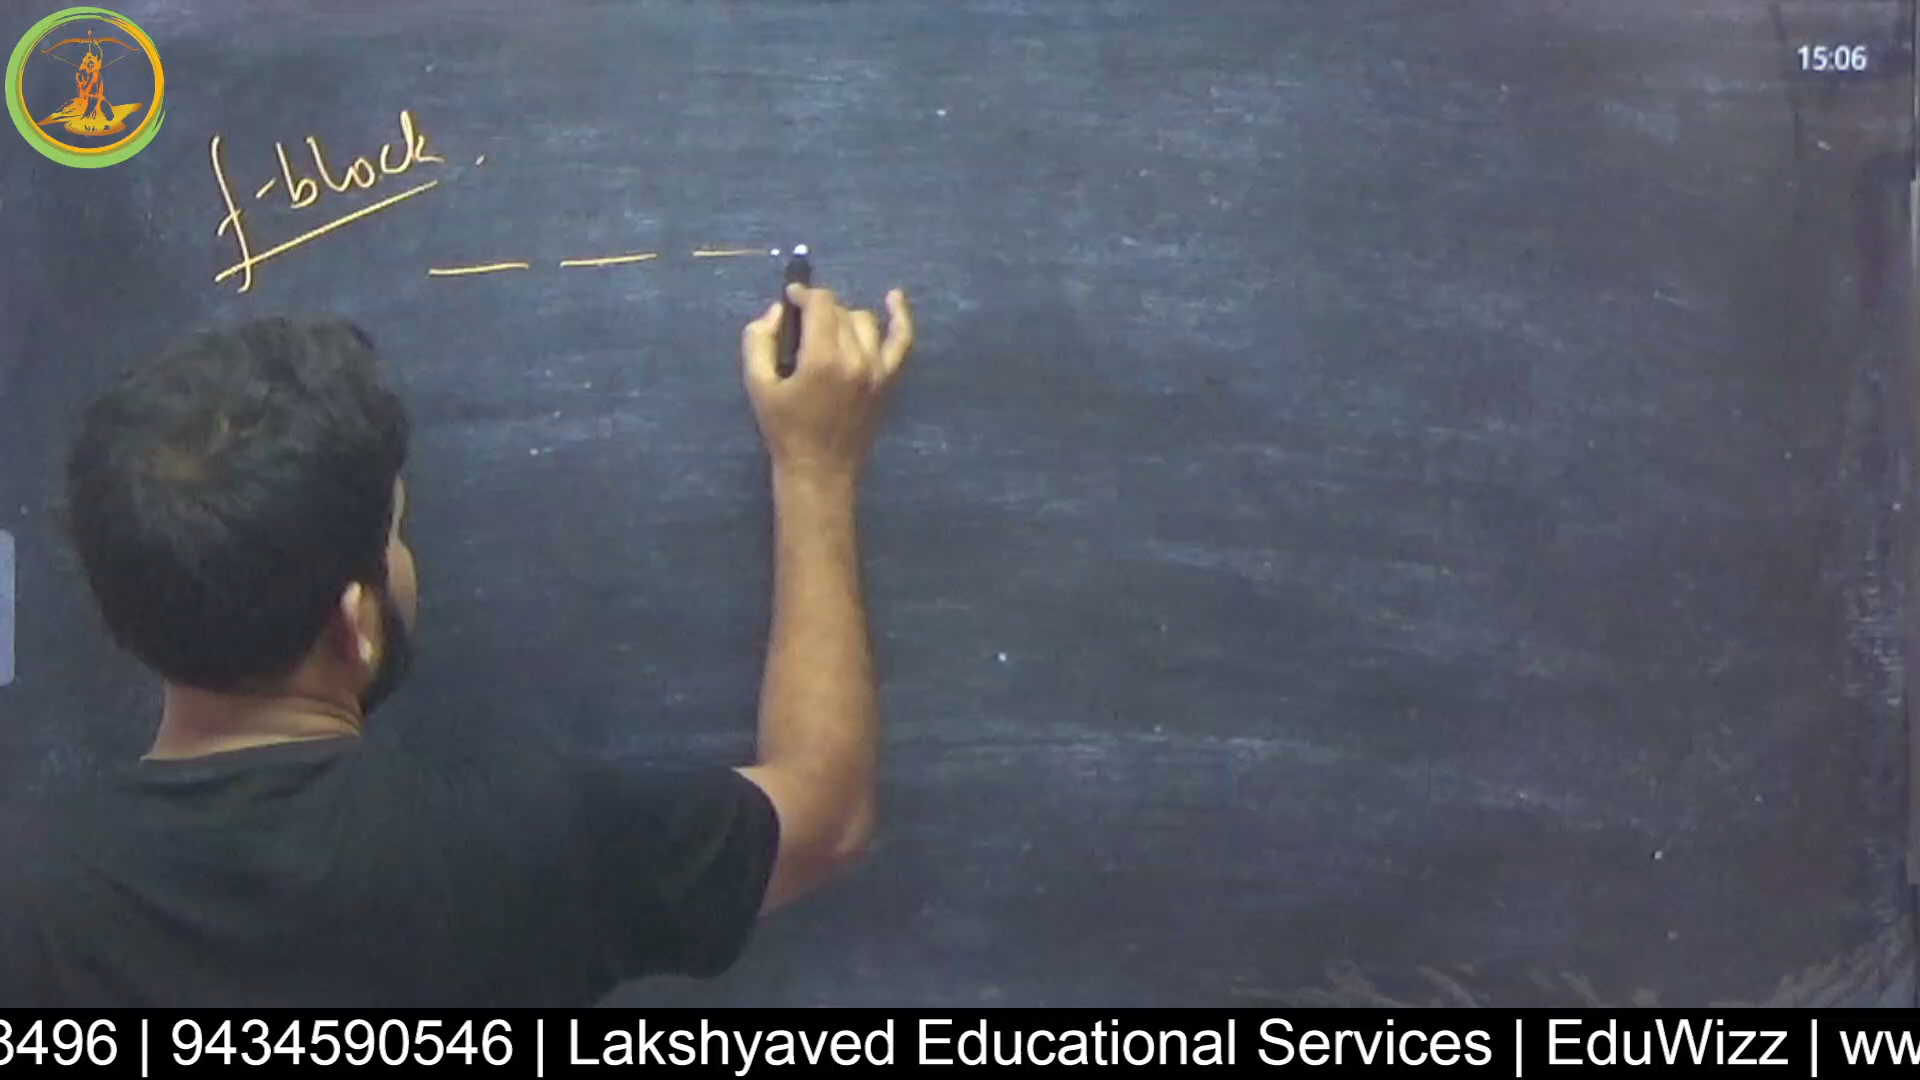 15:06
f-block.
3496 | 9434590546 | Lakshyaved Educational Services | EduWizz | ww